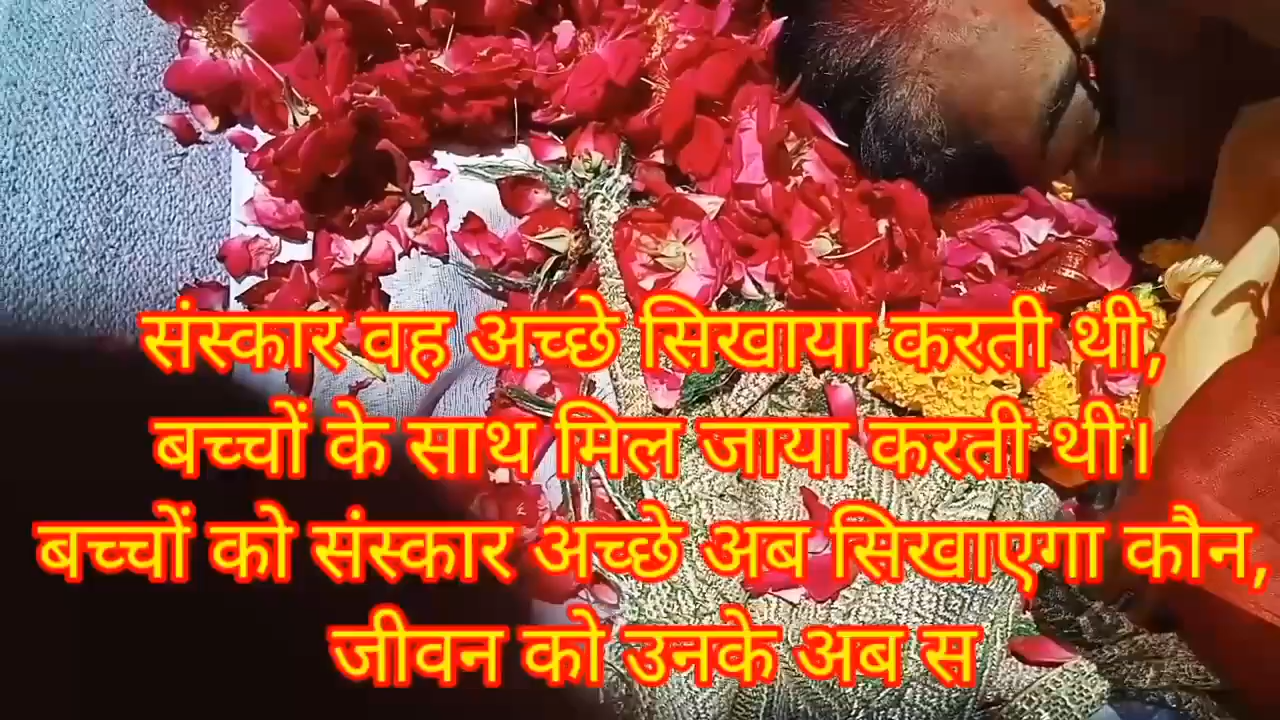 संस्कार वह अच्छे सिखाया करती थी,
बच्चों के साथ मिल जाया करती थी।
बच्चों को संस्कार अच्छे अब सिखाएगा कौन,
जीवन को उनके अब स